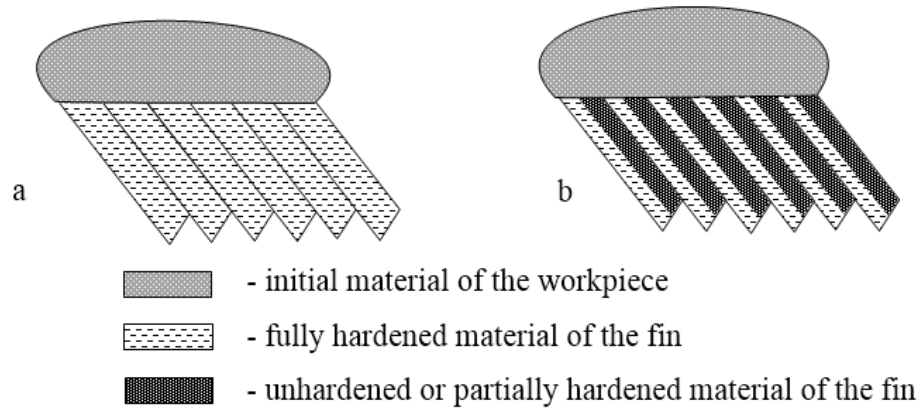 a
b
- initial material of the workpiece
- fully hardened material of the fin
- unhardened or partially hardened material of the fin